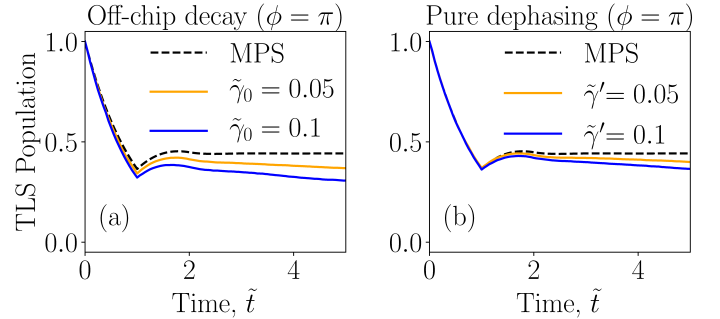 Off-chip decay (ϕ = π)
TLS Population
1.0
0.5
0.0
MPS
γ̃₀ = 0.05
γ̃₀ = 0.1
(a)
0 2 4
Time, t̃
Pure dephasing (ϕ = π)
1.0
0.5
0.0
MPS
γ̃′= 0.05
γ̃′= 0.1
(b)
0 2 4
Time, t̃